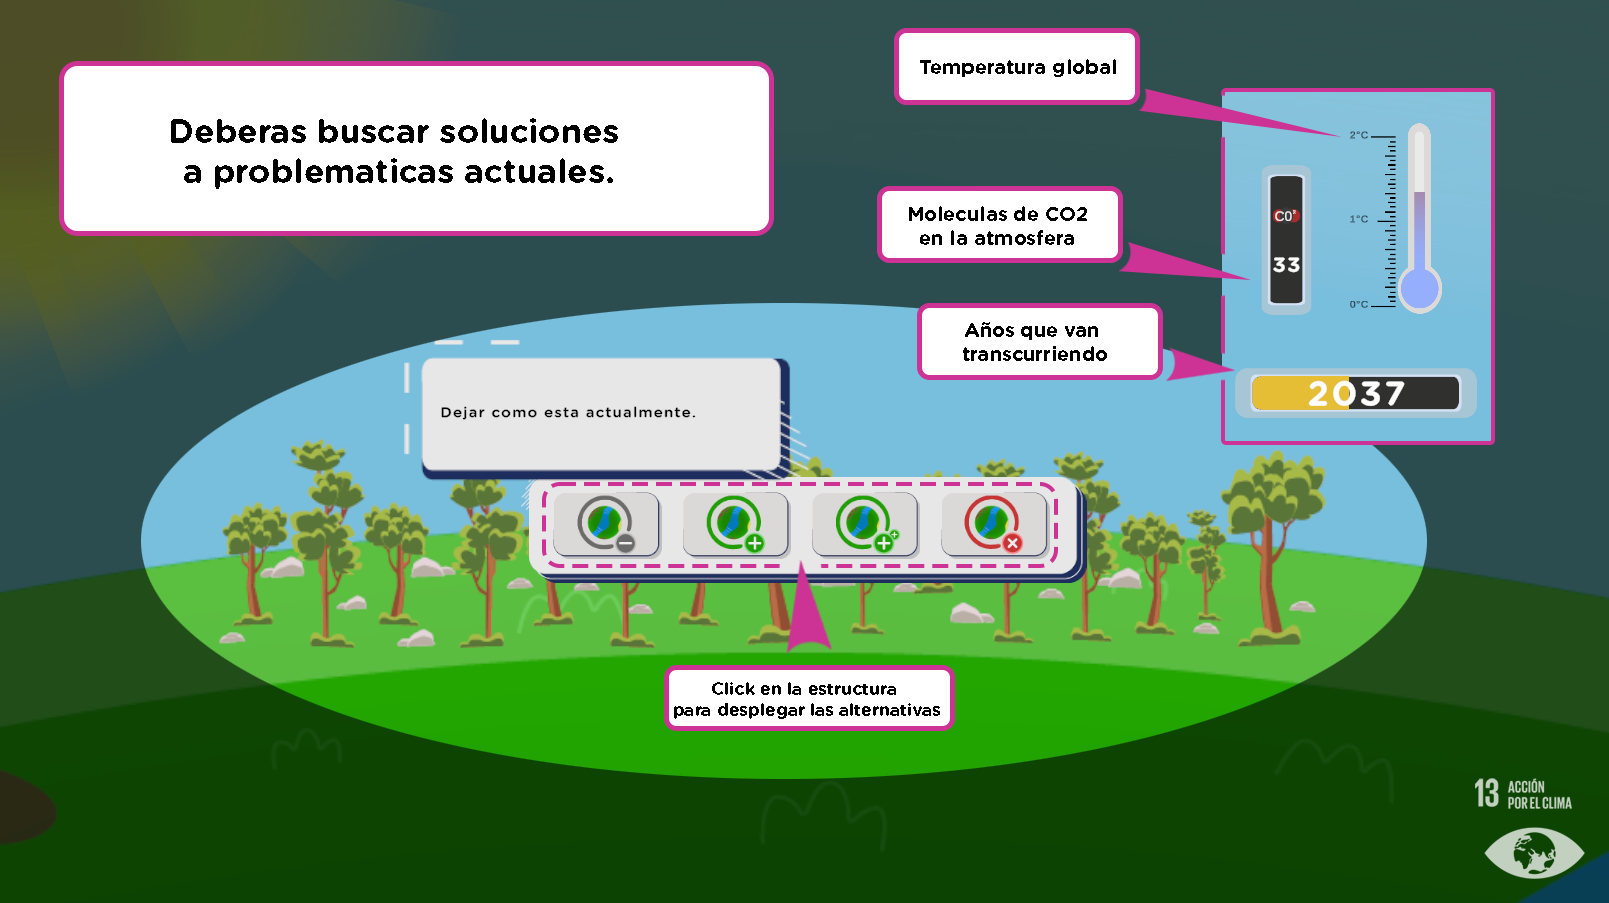 Deberas buscar soluciones
a problematicas actuales.
Temperatura global
Moleculas de CO2
en la atmosfera
Años que van
transcurriendo
2°C
1°C
0°C
CO²
33
2037
Dejar como esta actualmente.
Click en la estructura
para desplegar las alternativas
13 ACCIÓN
POR EL CLIMA